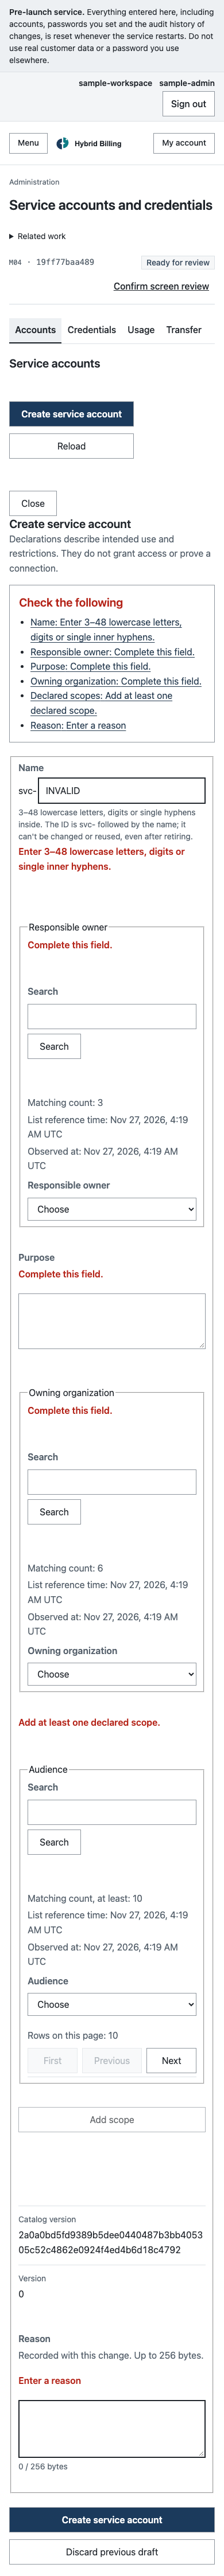 Pre-launch service. Everything entered here, including
accounts, passwords you set and the audit history of
changes, is reset whenever the service restarts. Do not
use real customer data or a password you use
elsewhere.
sample-workspace sample-admin
Sign out
Menu
Hybrid Billing
My account
Administration
Service accounts and credentials
Related work
M04 · 19ff77baa489
Ready for review
Confirm screen review
Accounts Credentials Usage Transfer
Service accounts
Create service account
Reload
Close
Create service account
Declarations describe intended use and
restrictions. They do not grant access or prove a
connection.
Check the following
Name: Enter 3–48 lowercase letters,
digits or single inner hyphens.
Responsible owner: Complete this field.
Purpose: Complete this field.
Owning organization: Complete this field.
Declared scopes: Add at least one
declared scope.
Reason: Enter a reason
Name
svc- INVALID
3–48 lowercase letters, digits or single hyphens
inside. The ID is svc- followed by the name; it
can't be changed or reused, even after retiring.
Enter 3–48 lowercase letters, digits or
single inner hyphens.
Responsible owner
Complete this field.
Search
Search
Matching count: 3
List reference time: Nov 27, 2026, 4:19
AM UTC
Observed at: Nov 27, 2026, 4:19 AM
UTC
Responsible owner
Choose
Purpose
Complete this field.
Owning organization
Complete this field.
Search
Search
Matching count: 6
List reference time: Nov 27, 2026, 4:19
AM UTC
Observed at: Nov 27, 2026, 4:19 AM
UTC
Owning organization
Choose
Add at least one declared scope.
Audience
Search
Search
Matching count, at least: 10
List reference time: Nov 27, 2026, 4:19
AM UTC
Observed at: Nov 27, 2026, 4:19 AM
UTC
Audience
Choose
Rows on this page: 10
First Previous Next
Add scope
Catalog version
2a0a0bd5fd9389b5dee0440487b3bb4053
05c52c4862e0924f4ed4b6d18c4792
Version
0
Reason
Recorded with this change. Up to 256 bytes.
Enter a reason
0 / 256 bytes
Create service account
Discard previous draft